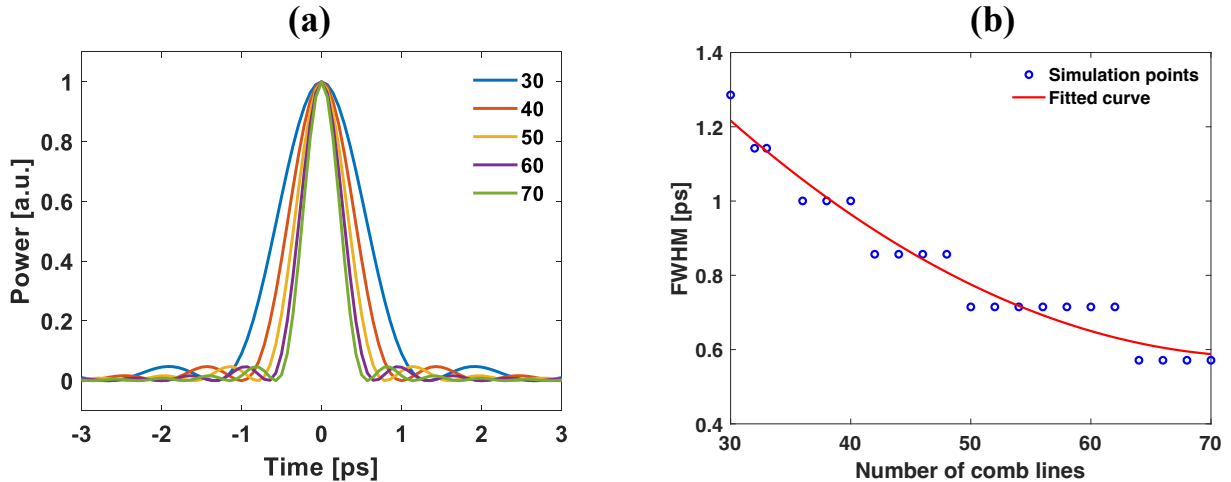 (a)
1
0.8
0.6
0.4
0.2
0
-3 -2 -1 0 1 2 3
Power [a.u.]
Time [ps]
30
40
50
60
70
(b)
1.4
1.2
1
0.8
0.6
0.4
30 40 50 60 70
FWHM [ps]
Number of comb lines
Simulation points
Fitted curve